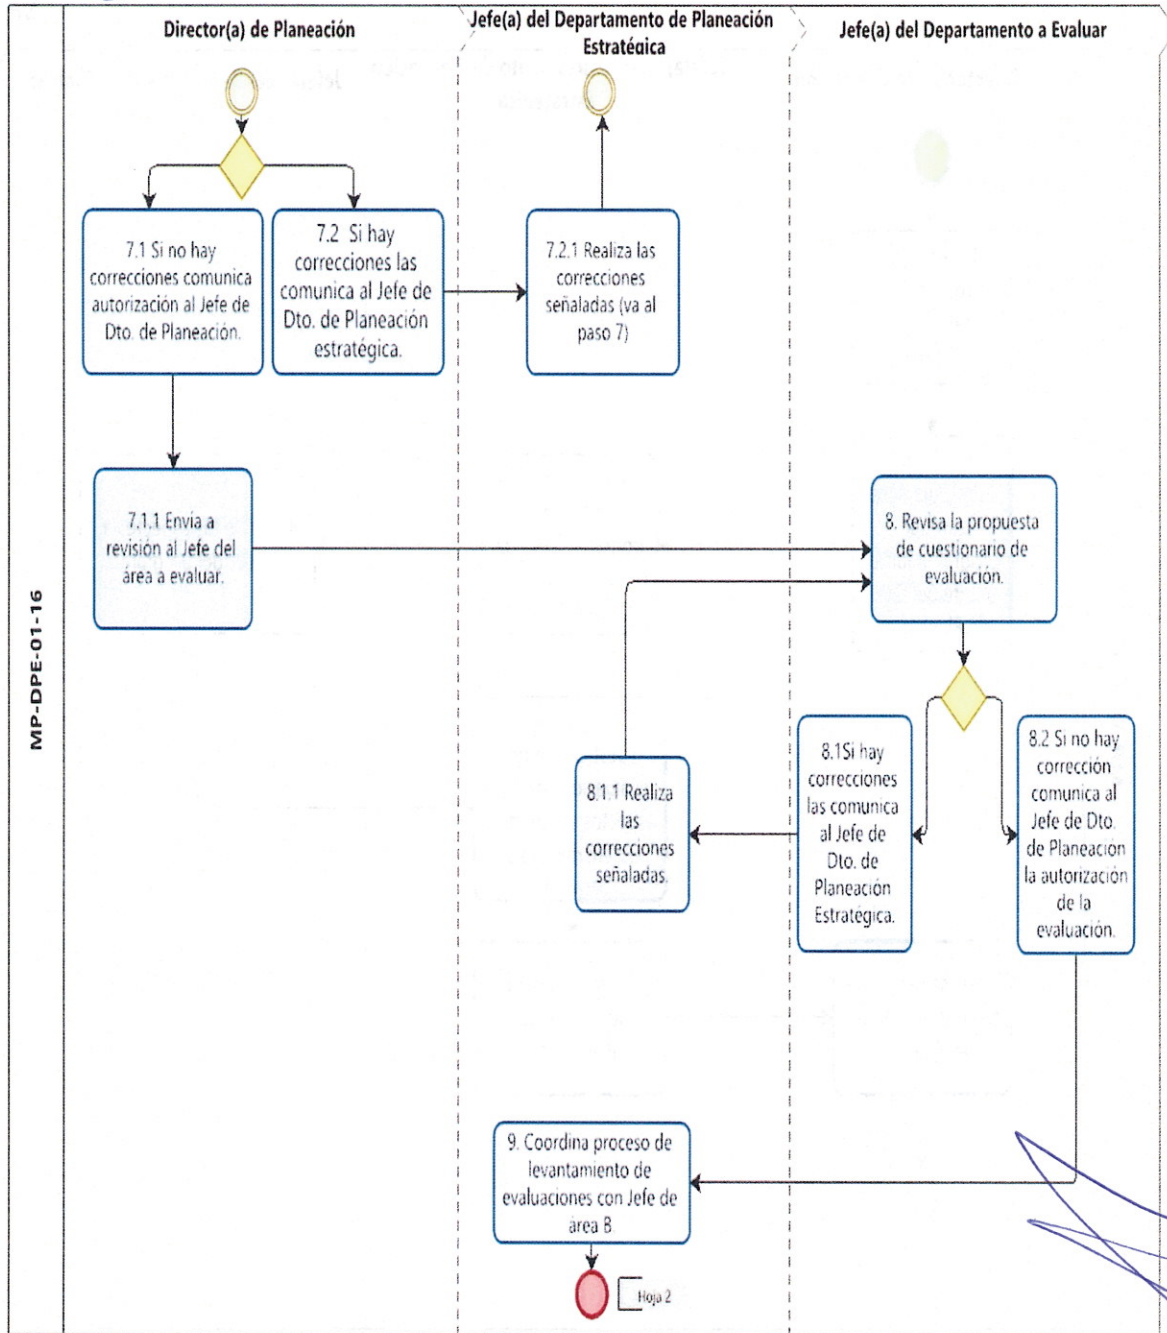 Director(a) de Planeación
Jefe(a) del Departamento de Planeación
Estratégica
Jefe(a) del Departamento a Evaluar
MP-DPE-01-16
7.1 Si no hay
correcciones comunica
autorización al Jefe de
Dto. de Planeación.
7.2 Si hay
correcciones las
comunica al Jefe de
Dto. de Planeación
estratégica.
7.2.1 Realiza las
correcciones
señaladas (va al
paso 7)
7.1.1 Envia a
revisión al Jefe del
área a evaluar.
8. Revisa la propuesta
de cuestionario de
evaluación.
8.1.1 Realiza
las
correcciones
señaladas.
8.1Si hay
correcciones
las comunica
al Jefe de
Dto. de
Planeación
Estratégica.
8.2 Si no hay
corrección
comunica al
Jefe de Dto.
de Planeación
la autorización
de la
evaluación.
9. Coordina proceso de
levantamiento de
evaluaciones con Jefe de
área B
Hoja 2